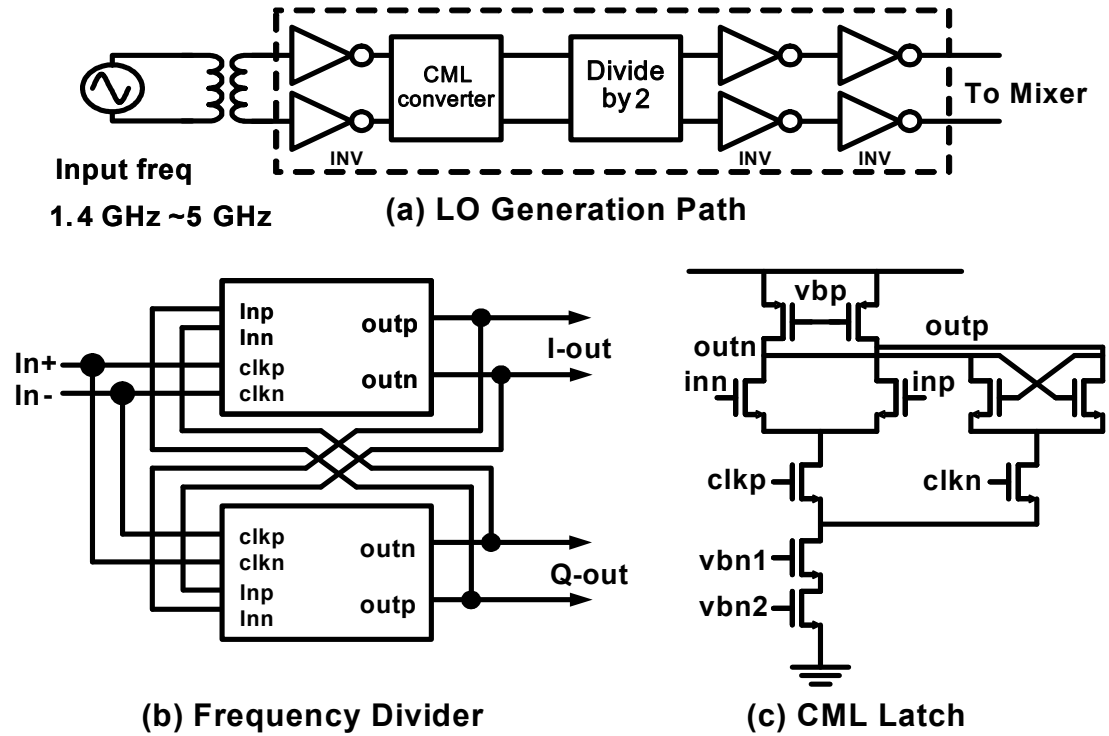 CML
converter
Divide
by 2
To Mixer
INV
INV
INV
Input freq
1.4 GHz ~5 GHz
(a) LO Generation Path
Inp
Inn
clkp
clkn
outp
outn
In+
In-
I-out
clkp
clkn
Inp
Inn
outn
outp
Q-out
(b) Frequency Divider
vbp
outn
outp
inn
inp
clkp
clkn
vbn1
vbn2
(c) CML Latch